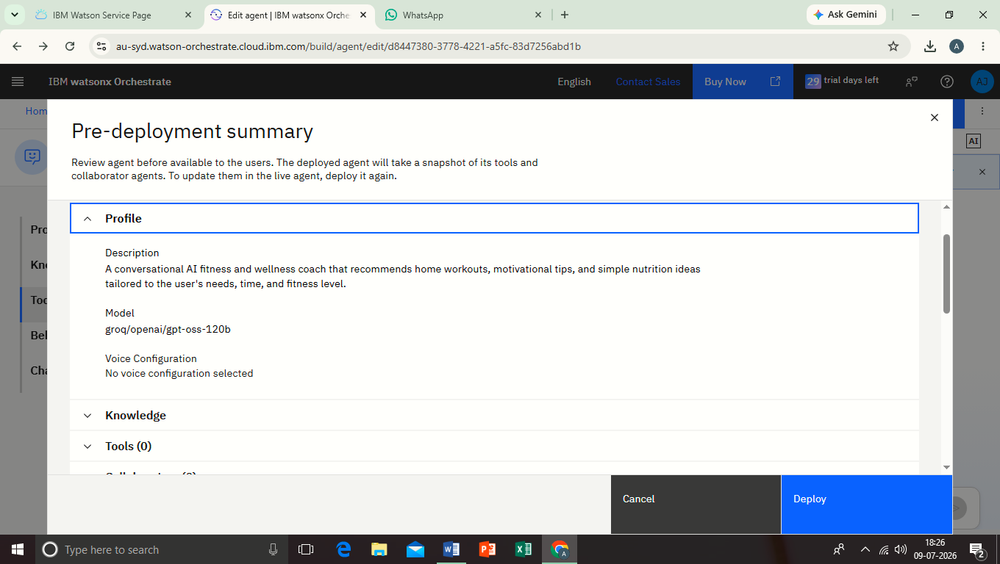 IBM Watson Service Page
Edit agent | IBM watsonx Orche
WhatsApp
Ask Gemini
au-syd.watson-orchestrate.cloud.ibm.com/build/agent/edit/d8447380-3778-4221-a5fc-83d7256abd1b
A
IBM watsonx Orchestrate
English
Contact Sales
Buy Now
29 trial days left
AJ
Hom
AI
Pre-deployment summary
Review agent before available to the users. The deployed agent will take a snapshot of its tools and
collaborator agents. To update them in the live agent, deploy it again.
Pro
Kno
Too
Beh
Cha
Profile
Description
A conversational AI fitness and wellness coach that recommends home workouts, motivational tips, and simple nutrition ideas
tailored to the user's needs, time, and fitness level.
Model
groq/openai/gpt-oss-120b
Voice Configuration
No voice configuration selected
Knowledge
Tools (0)
Cancel
Deploy
Type here to search
18:26
09-07-2026
2